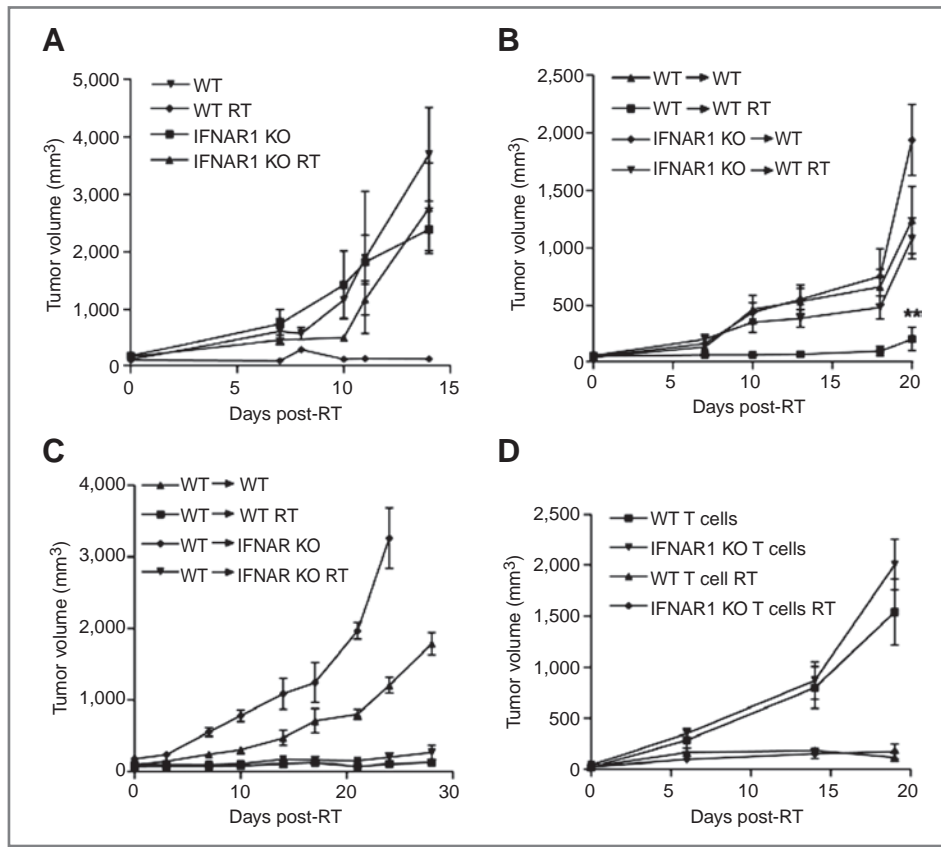 A
5,000
4,000
3,000
2,000
1,000
0
Tumor volume (mm³)
WT
WT RT
IFNAR1 KO
IFNAR1 KO RT
0 5 10 15
Days post-RT
B
2,500
2,000
1,500
1,000
500
0
Tumor volume (mm³)
WT → WT
WT → WT RT
IFNAR1 KO → WT
IFNAR1 KO → WT RT
**
0 5 10 15 20
Days post-RT
C
4,000
3,000
2,000
1,000
0
Tumor volume (mm³)
WT → WT
WT → WT RT
WT → IFNAR KO
WT → IFNAR KO RT
0 10 20 30
Days post-RT
D
2,500
2,000
1,500
1,000
500
0
Tumor volume (mm³)
WT T cells
IFNAR1 KO T cells
WT T cell RT
IFNAR1 KO T cells RT
0 5 10 15 20
Days post-RT